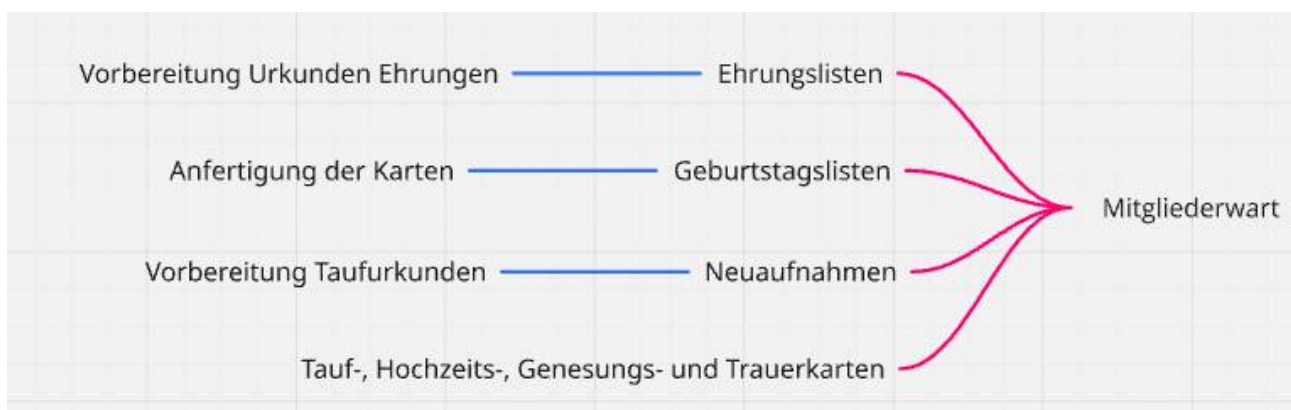 Vorbereitung Urkunden Ehrungen Ehrungslisten
Anfertigung der Karten Geburtstagslisten
Mitgliederwart
Vorbereitung Taufurkunden Neuaufnahmen
Tauf-, Hochzeits-, Genesungs- und Trauerkarten